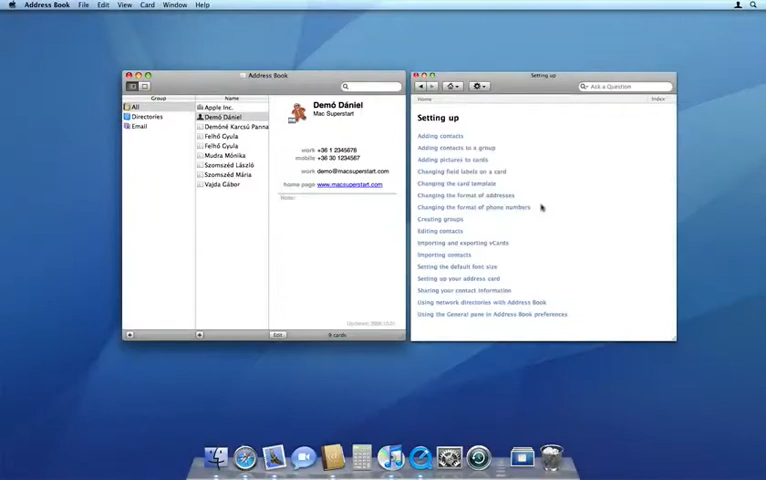 Address Book File Edit View Card Window Help
Address Book
Group Name
All
Directories
Email
Apple Inc.
Demó Dániel
Demóné Karcsú Panna
Felhő Gyula
Felhő Gyula
Mudra Mónika
Szomszéd László
Szomszéd Mária
Vajda Gábor
Demó Dániel
Mac Superstart
work +36 1 2345678
mobile +36 30 1234567
work demo@macsuperstart.com
home page www.macsuperstart.com
Note:
Edit
9 cards
Setting up
Ask a Question
Home Index
Setting up
Adding contacts
Adding contacts to a group
Adding pictures to cards
Changing field labels on a card
Changing the card template
Changing the format of addresses
Changing the format of phone numbers
Creating groups
Editing contacts
Importing and exporting vCards
Importing contacts
Setting the default font size
Setting up your address card
Sharing your contact information
Using network directories with Address Book
Using the General pane in Address Book preferences